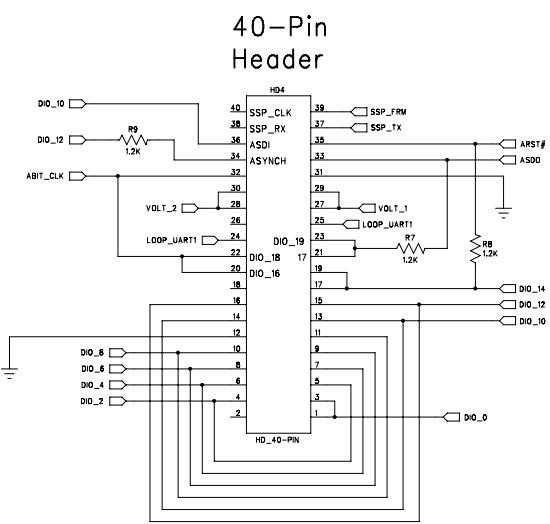 40-Pin
Header
HD4
DIO_10
40 SSP_CLK 39 SSP_FRM
DIO_12 R9 1.2K
38 SSP_RX 37 SSP_TX
36 ASDI 35 ARST#
34 ASYNCH 33 ASDO
ABIT_CLK 32 31
30 29
VOLT_2 28 27 VOLT_1
26 25 LOOP_UART1
LOOP_UART1 24 DIO_19 23 R7 1.2K R8 1.2K
22 DIO_18 17 21
20 DIO_16 19
18 17 DIO_14
16 15 DIO_12
14 13 DIO_10
12 11
DIO_8 10 9
DIO_6 8 7
DIO_4 6 5
DIO_2 4 3
2 1 DIO_0
HD_40-PIN